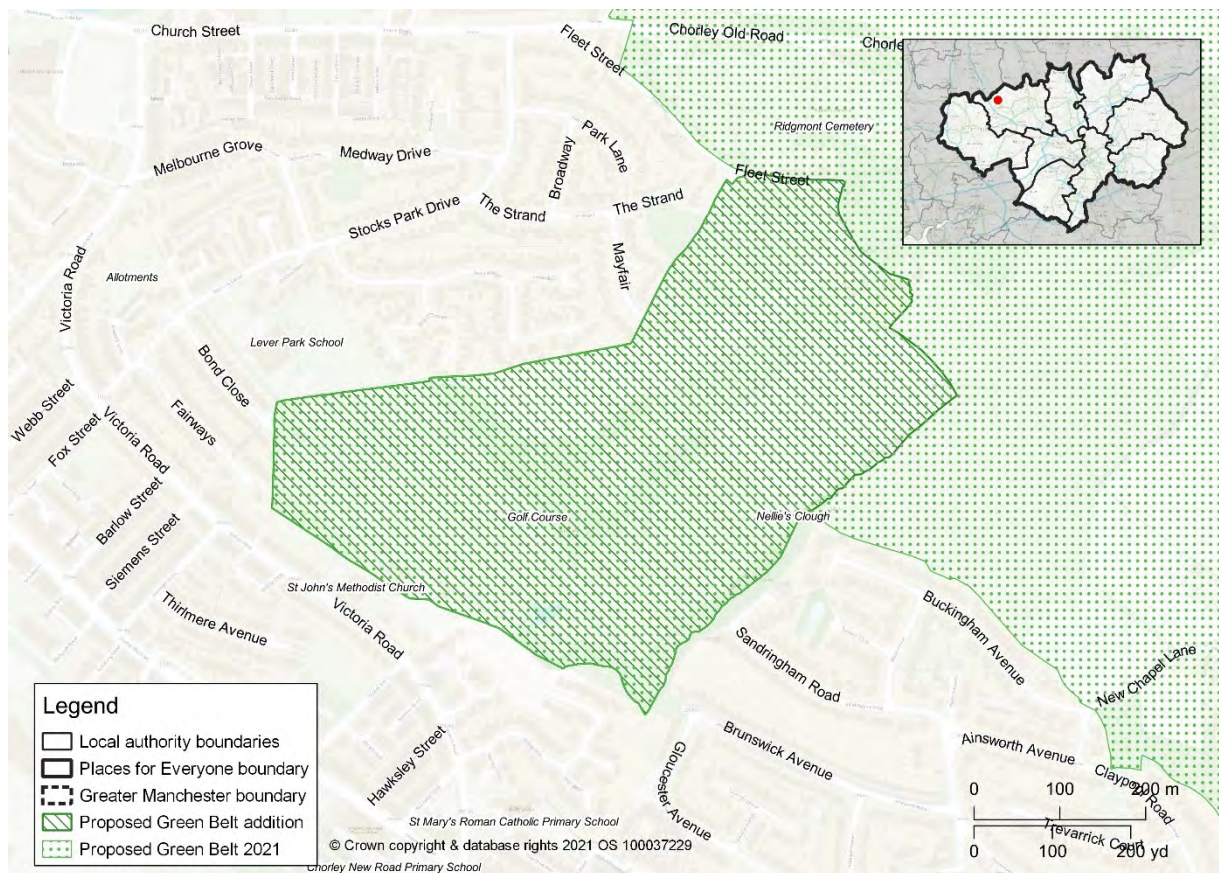 Church Street
Fleet Street
Chorley Old Road
Chorle
Ridgmont Cemetery
Park Lane
Broadway
Melbourne Grove
Medway Drive
Fleet Street
The Strand
The Strand
Stocks Park Drive
Mayfair
Victoria Road
Allotments
Lever Park School
Bond Close
Webb Street
Fox Street
Victoria Road
Fairways
Barlow Street
Siemens Street
Golf Course
Nellie's Clough
St John's Methodist Church
Thirlmere Avenue
Victoria Road
Buckingham Avenue
Sandringham Road
New Chapel Lane
Brunswick Avenue
Ainsworth Avenue
Hawksley Street
Gloucester Avenue
Claypool Road
St Mary's Roman Catholic Primary School
Trevarrick Court
Chorley New Road Primary School
Legend
Local authority boundaries
Places for Everyone boundary
Greater Manchester boundary
Proposed Green Belt addition
Proposed Green Belt 2021
0 100 200 m
0 100 200 yd
© Crown copyright & database rights 2021 OS 100037229